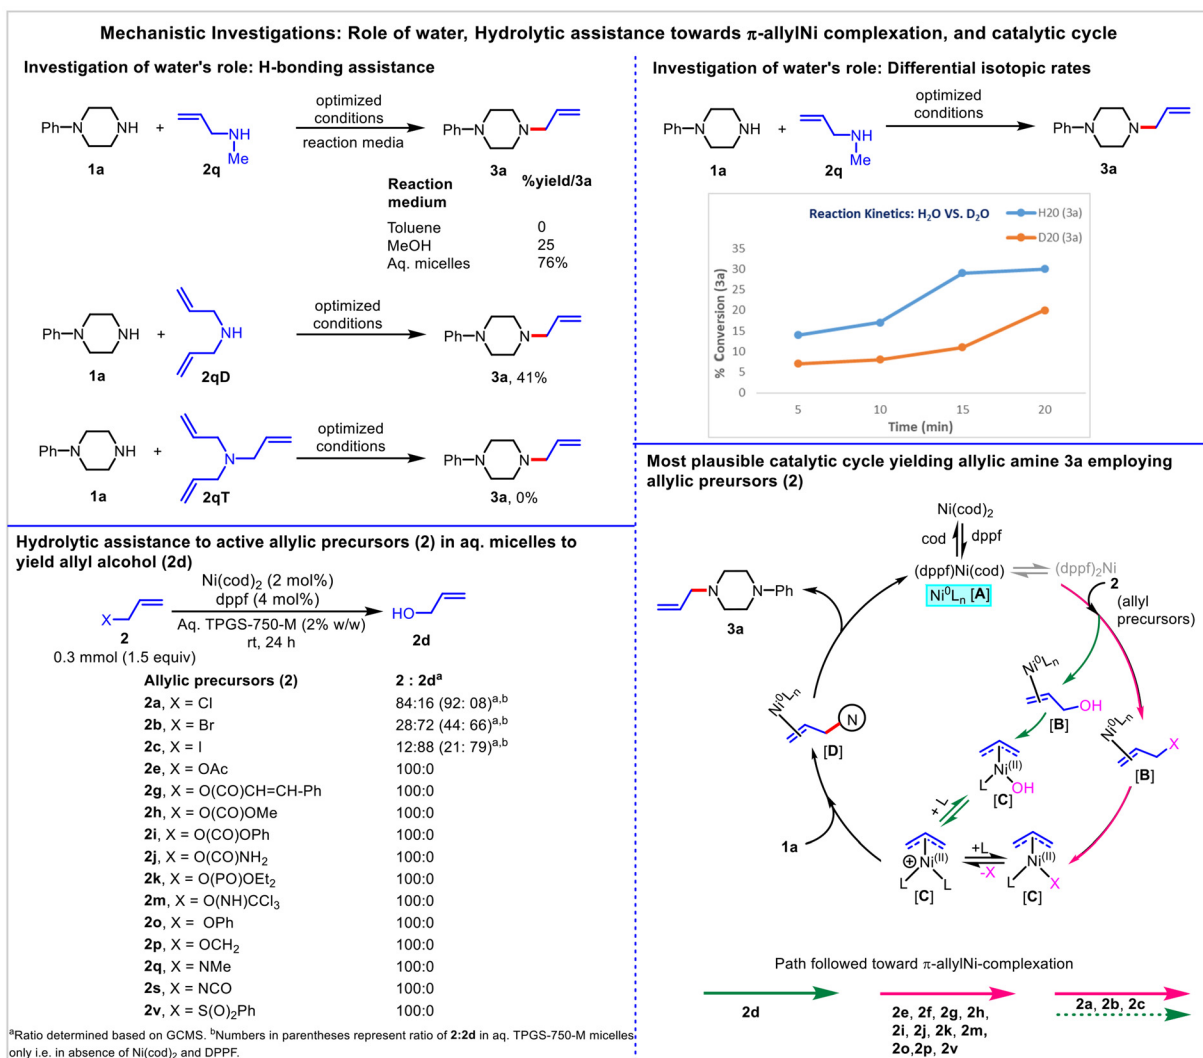 Mechanistic Investigations: Role of water, Hydrolytic assistance towards π-allylNi complexation, and catalytic cycle
Investigation of water's role: H-bonding assistance
Ph N NH
1a
+
NH
Me
2q
optimized
conditions
reaction media
Ph N N
3a
Reaction
medium
%yield/3a
Toluene 0
MeOH 25
Aq. micelles 76%
Ph N NH
1a
+
NH
2qD
optimized
conditions
Ph N N
3a, 41%
Ph N NH
1a
+
N
2qT
optimized
conditions
Ph N N
3a, 0%
Investigation of water's role: Differential isotopic rates
Ph N NH
1a
+
NH
Me
2q
optimized
conditions
Ph N N
3a
Reaction Kinetics: H₂O VS. D₂O
H20 (3a)
D20 (3a)
% Conversion (3a)
35
30
25
20
15
10
5
0
5 10 15 20
Time (min)
Hydrolytic assistance to active allylic precursors (2) in aq. micelles to
yield allyl alcohol (2d)
X
2
0.3 mmol (1.5 equiv)
Ni(cod)₂ (2 mol%)
dppf (4 mol%)
Aq. TPGS-750-M (2% w/w)
rt, 24 h
HO
2d
Allylic precursors (2) 2 : 2dᵃ
2a, X = Cl 84:16 (92: 08)ᵃ,ᵇ
2b, X = Br 28:72 (44: 66)ᵃ,ᵇ
2c, X = I 12:88 (21: 79)ᵃ,ᵇ
2e, X = OAc 100:0
2g, X = O(CO)CH=CH-Ph 100:0
2h, X = O(CO)OMe 100:0
2i, X = O(CO)OPh 100:0
2j, X = O(CO)NH₂ 100:0
2k, X = O(PO)OEt₂ 100:0
2m, X = O(NH)CCl₃ 100:0
2o, X = OPh 100:0
2p, X = OCH₂ 100:0
2q, X = NMe 100:0
2s, X = NCO 100:0
2v, X = S(O)₂Ph 100:0
ᵃRatio determined based on GCMS. ᵇNumbers in parentheses represent ratio of 2:2d in aq. TPGS-750-M micelles
only i.e. in absence of Ni(cod)₂ and DPPF.
Most plausible catalytic cycle yielding allylic amine 3a employing
allylic preursors (2)
Ni(cod)₂
cod dppf
(dppf)Ni(cod) (dppf)₂Ni
Ni⁰Lₙ [A]
2
(allyl
precursors)
N N Ph
3a
Ni⁰Lₙ
OH
[B]
Ni⁰Lₙ
X
[B]
Ni⁰Lₙ
N
[D]
Ni(II)
L OH
[C]
+ L
1a
⊕ Ni(II)
L L
[C]
+L
-X
Ni(II)
L X
[C]
Path followed toward π-allylNi-complexation
2d
2e, 2f, 2g, 2h,
2i, 2j, 2k, 2m,
2o,2p, 2v
2a, 2b, 2c